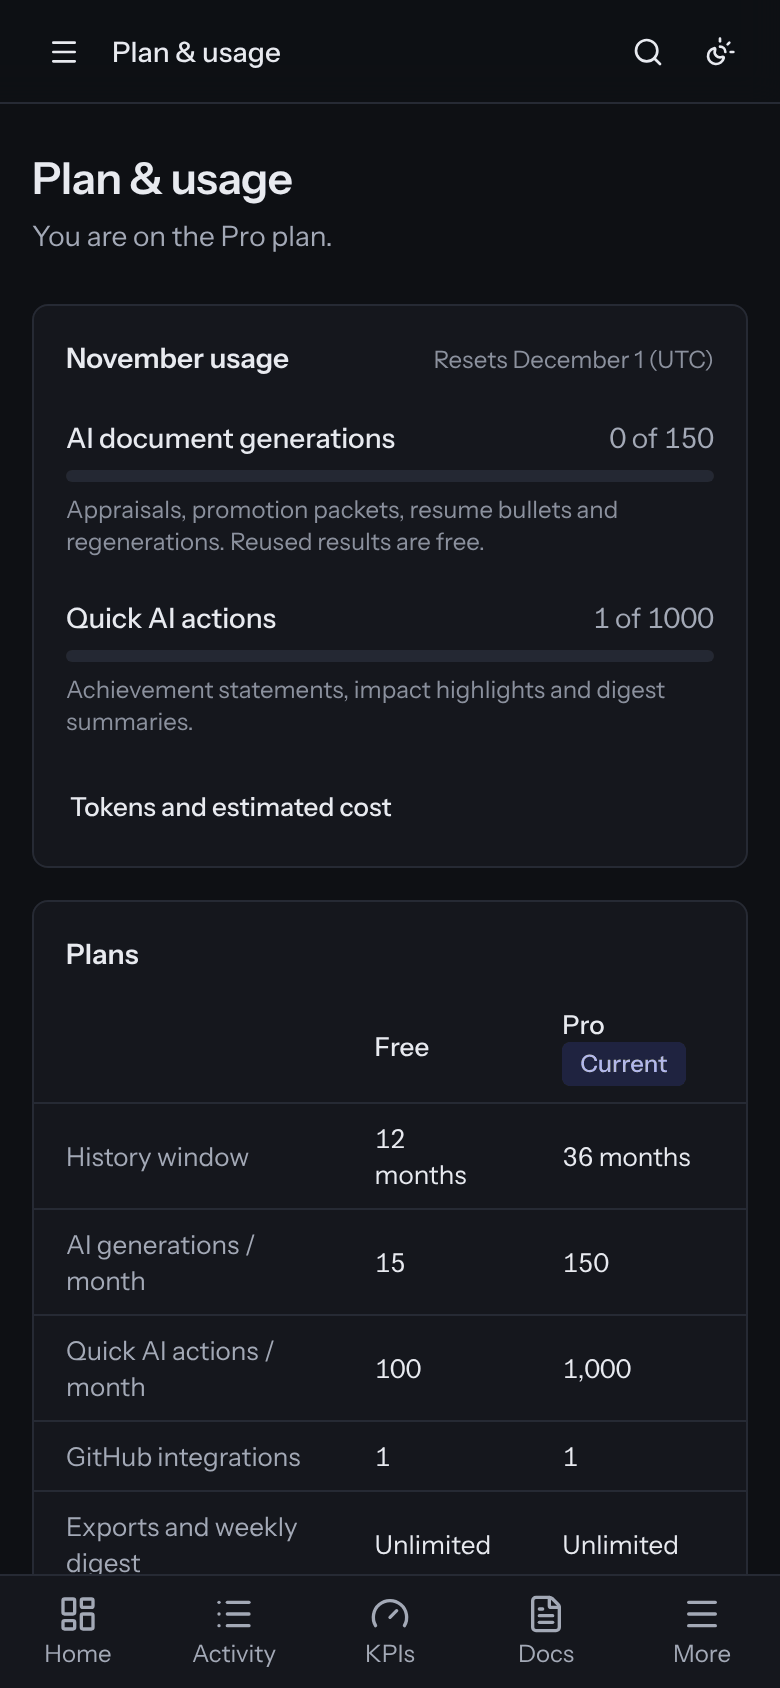 Plan & usage
Plan & usage
You are on the Pro plan.
November usage
Resets December 1 (UTC)
AI document generations
0 of 150
Appraisals, promotion packets, resume bullets and
regenerations. Reused results are free.
Quick AI actions
1 of 1000
Achievement statements, impact highlights and digest
summaries.
Tokens and estimated cost
Plans
Free
Pro
Current
History window
12
months
36 months
AI generations /
month
15
150
Quick AI actions /
month
100
1,000
GitHub integrations
1
1
Exports and weekly
digest
Unlimited
Unlimited
Home
Activity
KPIs
Docs
More